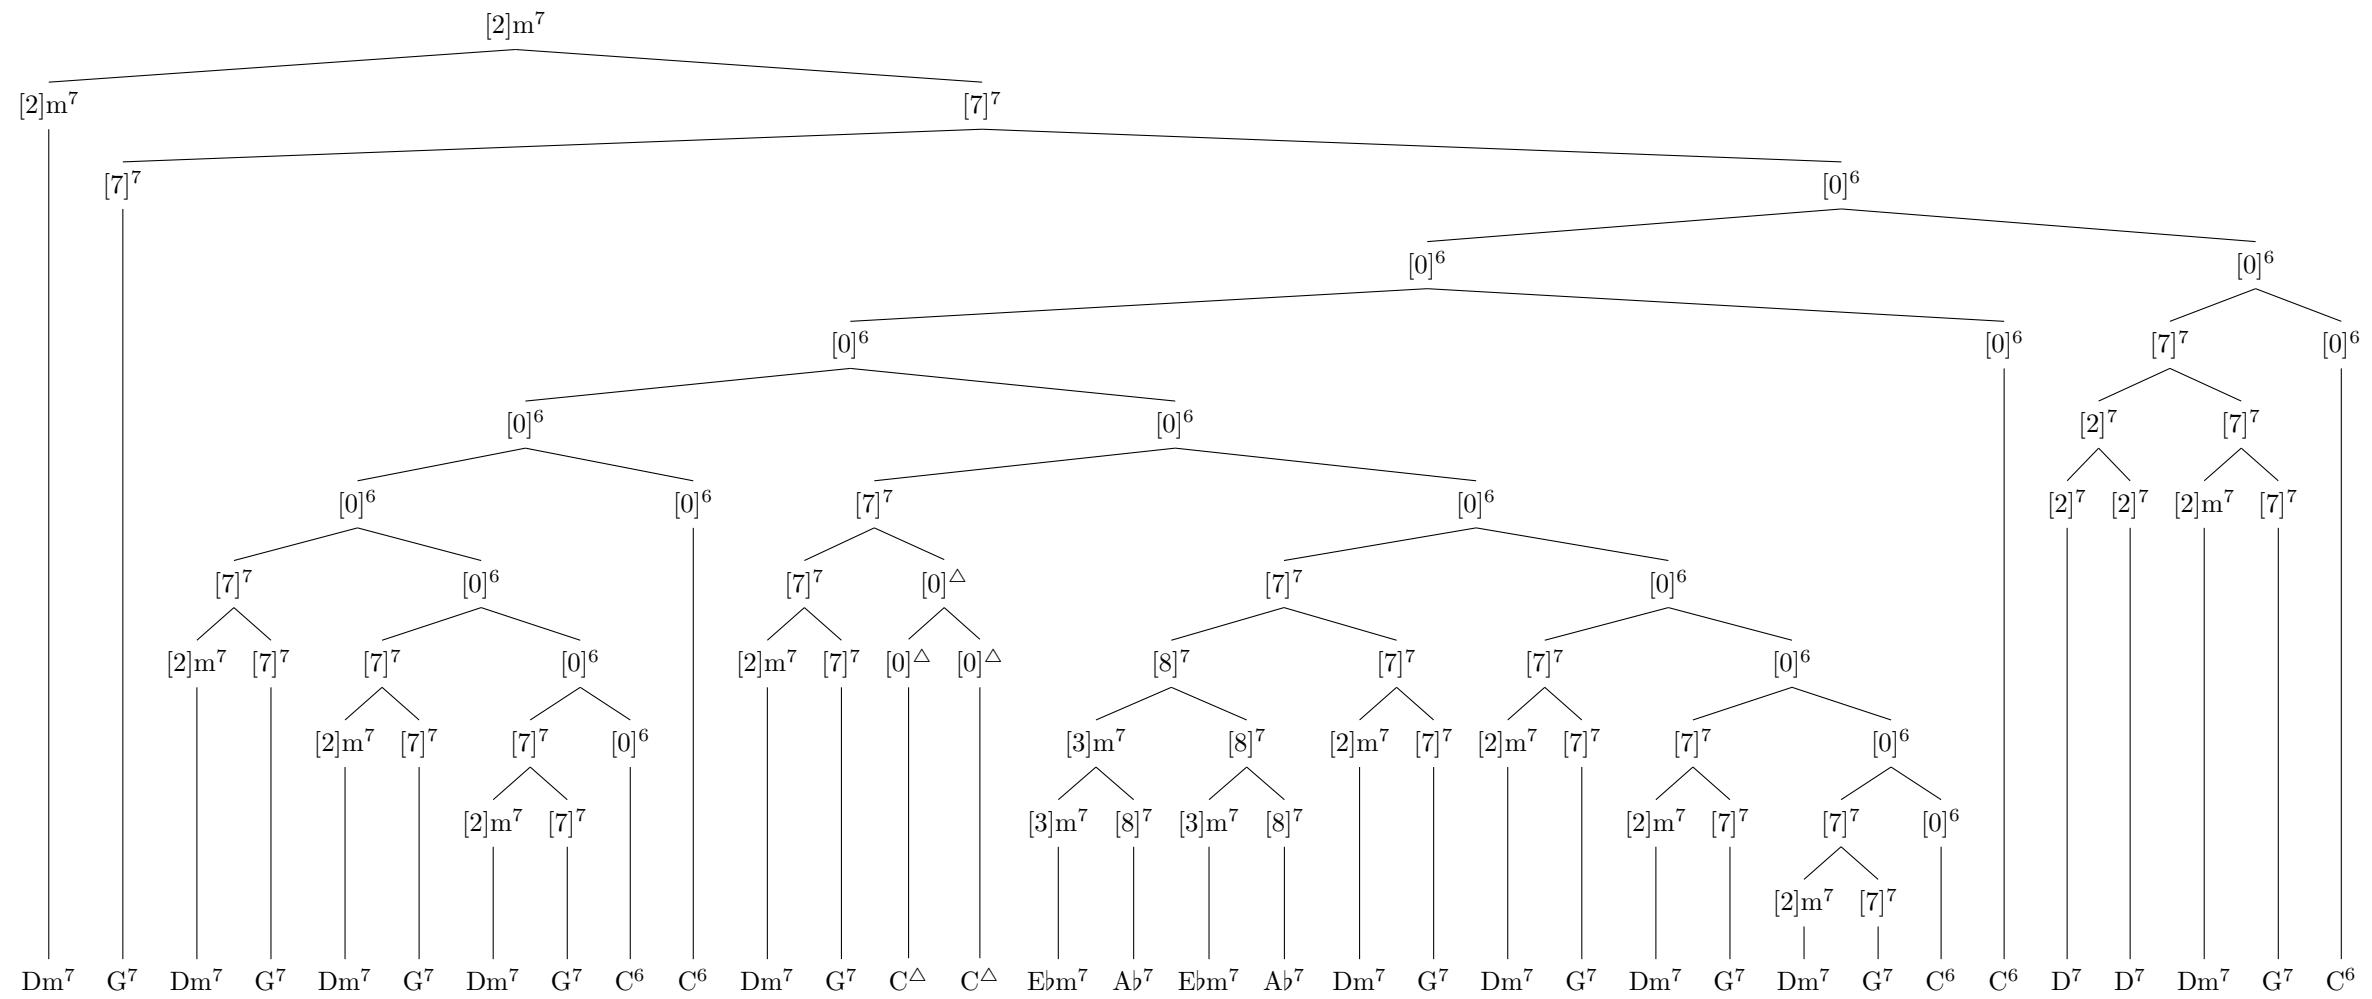 [2]m⁷
[2]m⁷ [7]⁷
[7]⁷ [0]⁶
[0]⁶ [0]⁶
[0]⁶ [0]⁶ [7]⁷ [0]⁶
[0]⁶ [0]⁶ [2]⁷ [7]⁷
[0]⁶ [0]⁶ [7]⁷ [0]⁶ [2]⁷ [2]⁷ [2]m⁷ [7]⁷
[7]⁷ [0]⁶ [7]⁷ [0]△ [7]⁷ [0]⁶
[2]m⁷ [7]⁷ [7]⁷ [0]⁶ [2]m⁷ [7]⁷ [0]△ [0]△ [8]⁷ [7]⁷ [7]⁷ [0]⁶
[2]m⁷ [7]⁷ [7]⁷ [0]⁶ [3]m⁷ [8]⁷ [2]m⁷ [7]⁷ [2]m⁷ [7]⁷ [7]⁷ [0]⁶
[2]m⁷ [7]⁷ [3]m⁷ [8]⁷ [3]m⁷ [8]⁷ [2]m⁷ [7]⁷ [7]⁷ [0]⁶
[2]m⁷ [7]⁷
Dm⁷ G⁷ Dm⁷ G⁷ Dm⁷ G⁷ Dm⁷ G⁷ C⁶ C⁶ Dm⁷ G⁷ C△ C△ E♭m⁷ A♭⁷ E♭m⁷ A♭⁷ Dm⁷ G⁷ Dm⁷ G⁷ Dm⁷ G⁷ Dm⁷ G⁷ C⁶ C⁶ D⁷ D⁷ Dm⁷ G⁷ C⁶